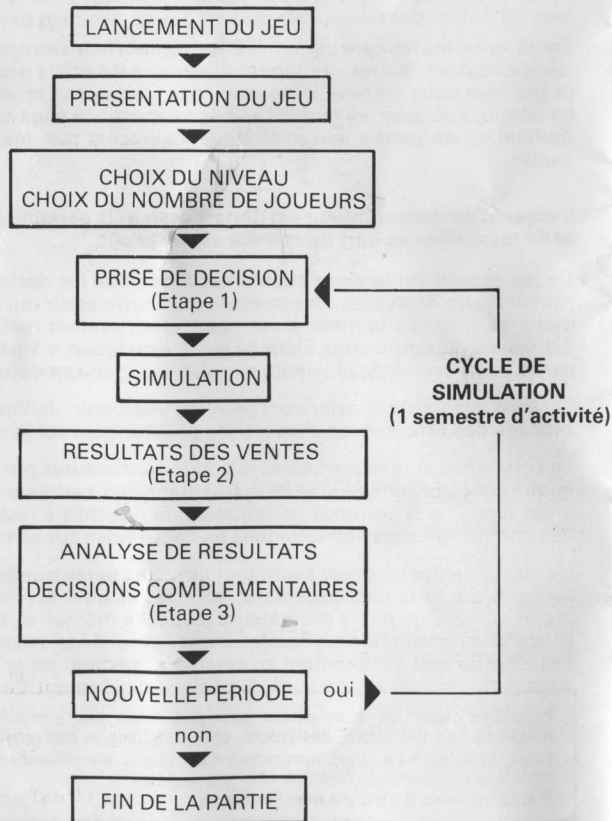 LANCEMENT DU JEU
PRESENTATION DU JEU
CHOIX DU NIVEAU
CHOIX DU NOMBRE DE JOUEURS
PRISE DE DECISION
(Etape 1)
SIMULATION
CYCLE DE
SIMULATION
(1 semestre d'activité)
RESULTATS DES VENTES
(Etape 2)
ANALYSE DE RESULTATS
DECISIONS COMPLEMENTAIRES
(Etape 3)
NOUVELLE PERIODE oui
non
FIN DE LA PARTIE